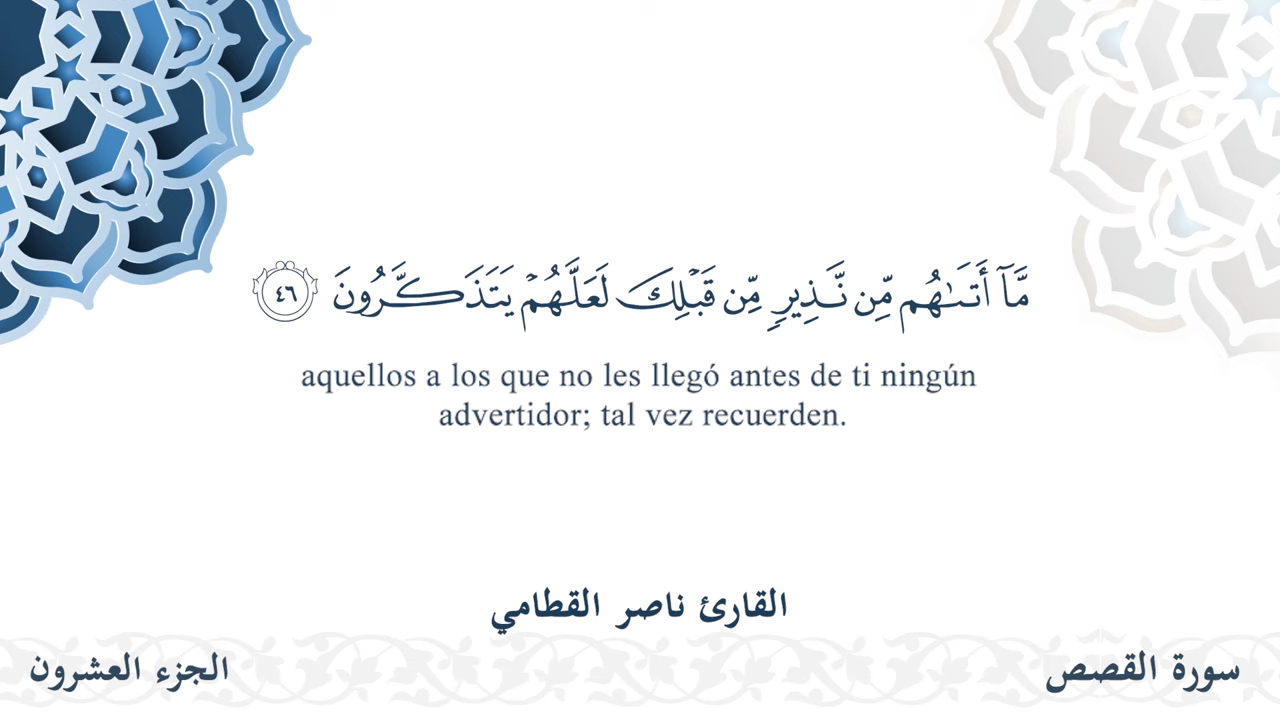 مَّآ أَتَىٰهُم مِّن نَّذِيرٍ مِّن قَبْلِكَ لَعَلَّهُمْ يَتَذَكَّرُونَ ٤٦
aquellos a los que no les llegó antes de ti ningún
advertidor; tal vez recuerden.
القارئ ناصر القطامي
سورة القصص
الجزء العشرون